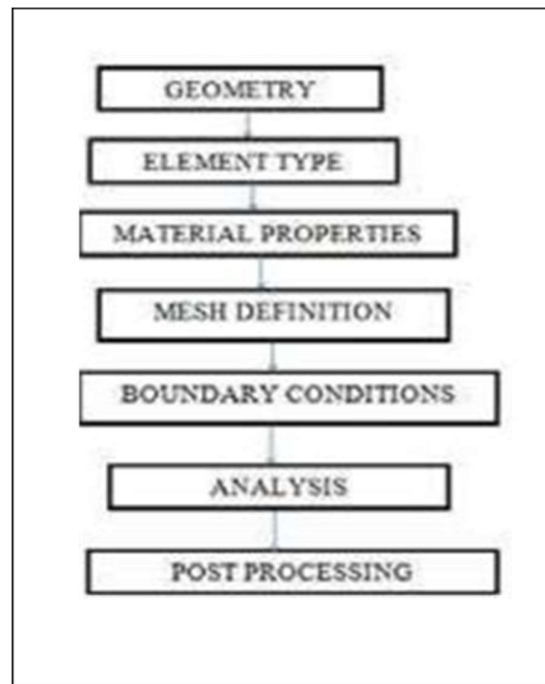 GEOMETRY
ELEMENT TYPE
MATERIAL PROPERTIES
MESH DEFINITION
BOUNDARY CONDITIONS
ANALYSIS
POST PROCESSING